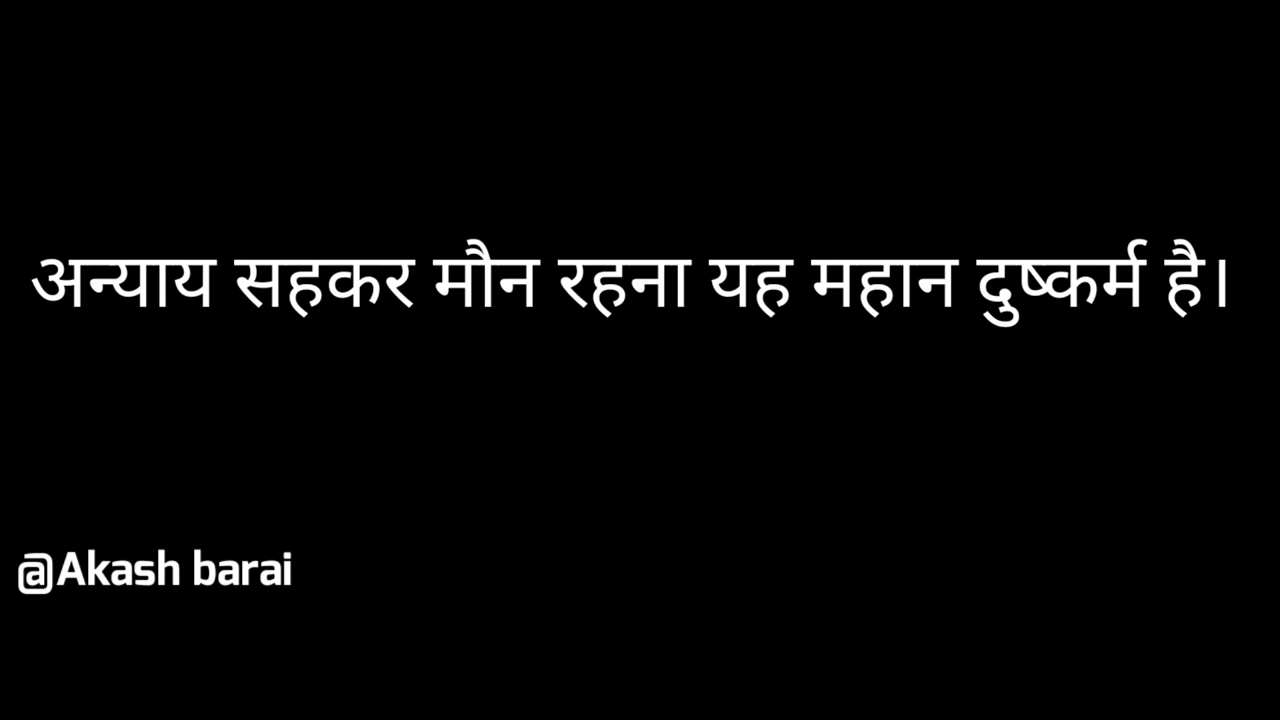 अन्याय सहकर मौन रहना यह महान दुष्कर्म है।
@Akash barai